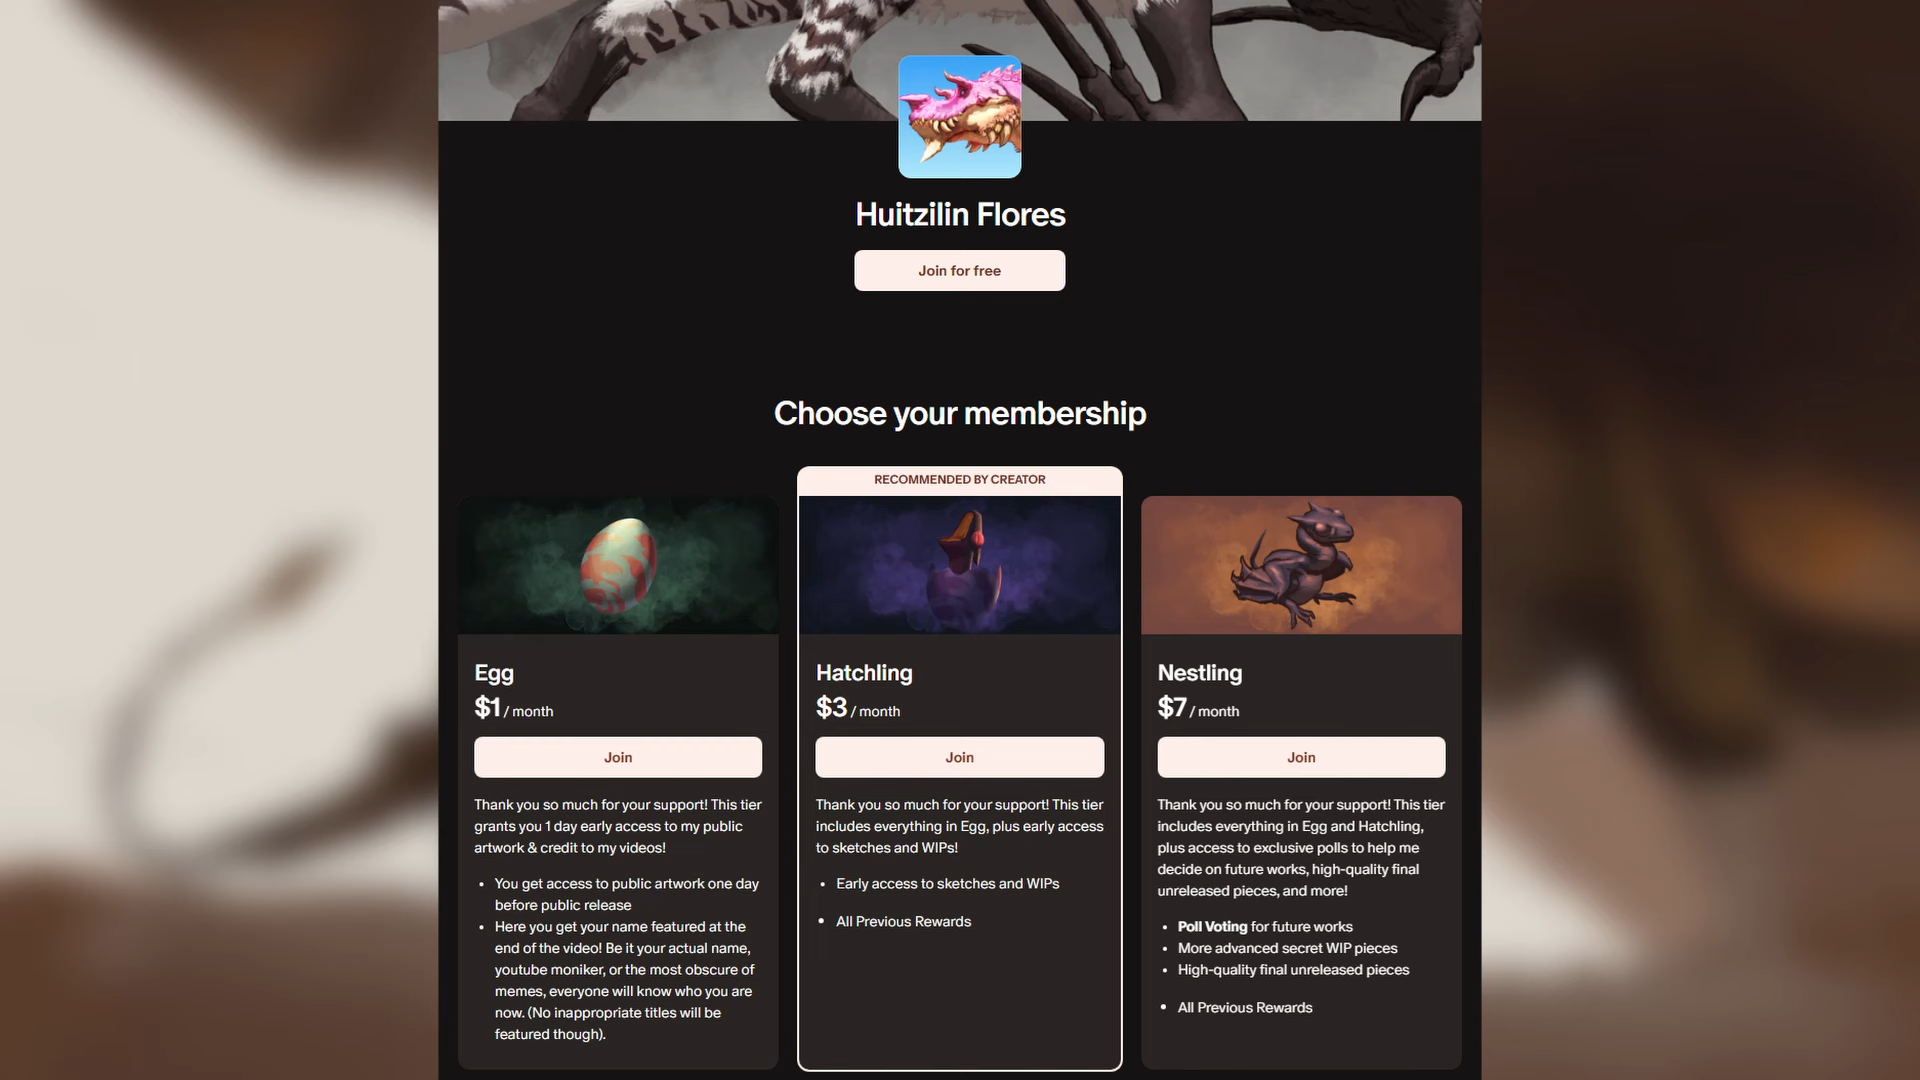 Huitzilin Flores
Join for free
Choose your membership
RECOMMENDED BY CREATOR
Egg
$1 / month
Join
Thank you so much for your support! This tier
grants you 1 day early access to my public
artwork & credit to my videos!
• You get access to public artwork one day
before public release
• Here you get your name featured at the
end of the video! Be it your actual name,
youtube moniker, or the most obscure of
memes, everyone will know who you are
now. (No inappropriate titles will be
featured though).
Hatchling
$3 / month
Join
Thank you so much for your support! This tier
includes everything in Egg, plus early access
to sketches and WIPs!
• Early access to sketches and WIPs
• All Previous Rewards
Nestling
$7 / month
Join
Thank you so much for your support! This tier
includes everything in Egg and Hatchling,
plus access to exclusive polls to help me
decide on future works, high-quality final
unreleased pieces, and more!
• Poll Voting for future works
• More advanced secret WIP pieces
• High-quality final unreleased pieces
• All Previous Rewards